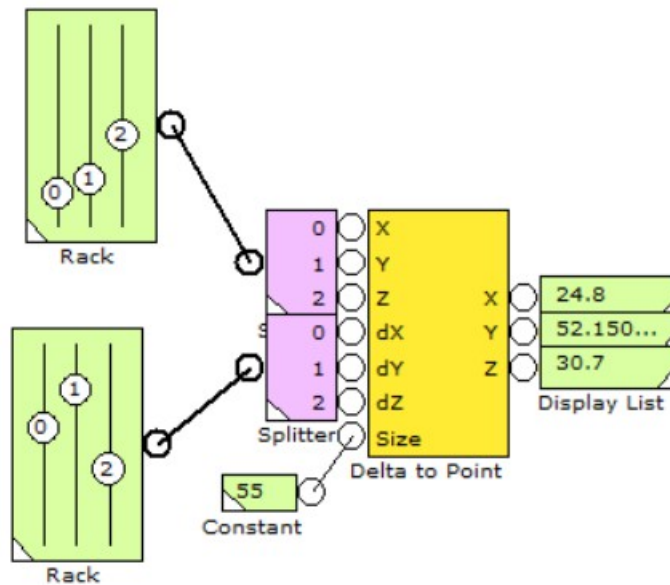 0
1
2
Rack
0 X
1 Y
2 Z X 24.8
0 dX Y 52.150...
1 dY Z 30.7
2 dZ Display List
Splitter Size
Delta to Point
55
Constant
0
1
2
Rack